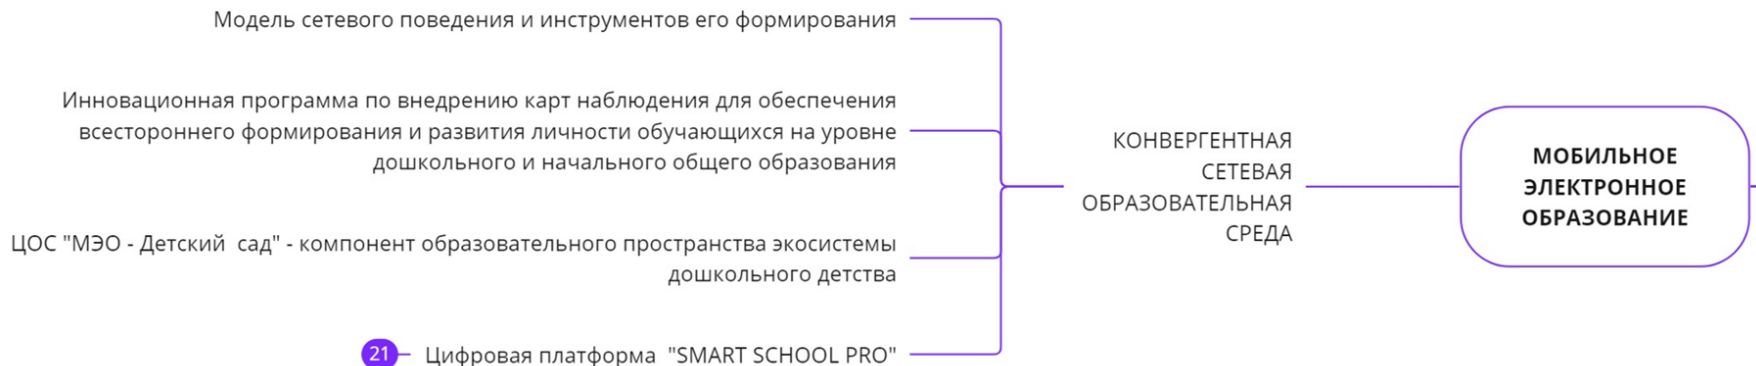 Модель сетевого поведения и инструментов его формирования
Инновационная программа по внедрению карт наблюдения для обеспечения
всестороннего формирования и развития личности обучающихся на уровне
дошкольного и начального общего образования
ЦОС "МЭО - Детский сад" - компонент образовательного пространства экосистемы
дошкольного детства
21 Цифровая платформа "SMART SCHOOL PRO"
КОНВЕРГЕНТНАЯ
СЕТЕВАЯ
ОБРАЗОВАТЕЛЬНАЯ
СРЕДА
МОБИЛЬНОЕ
ЭЛЕКТРОННОЕ
ОБРАЗОВАНИЕ